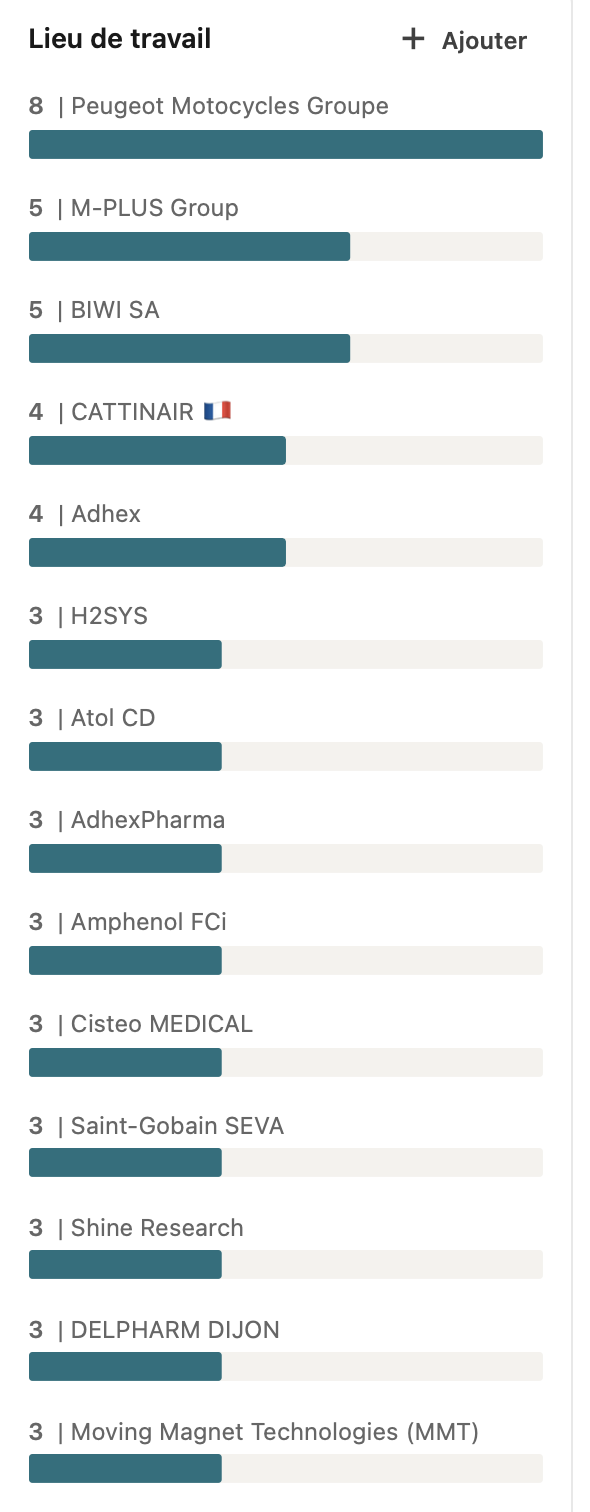 Lieu de travail + Ajouter
8 | Peugeot Motocycles Groupe
5 | M-PLUS Group
5 | BIWI SA
4 | CATTINAIR 🇫🇷
4 | Adhex
3 | H2SYS
3 | Atol CD
3 | AdhexPharma
3 | Amphenol FCi
3 | Cisteo MEDICAL
3 | Saint-Gobain SEVA
3 | Shine Research
3 | DELPHARM DIJON
3 | Moving Magnet Technologies (MMT)